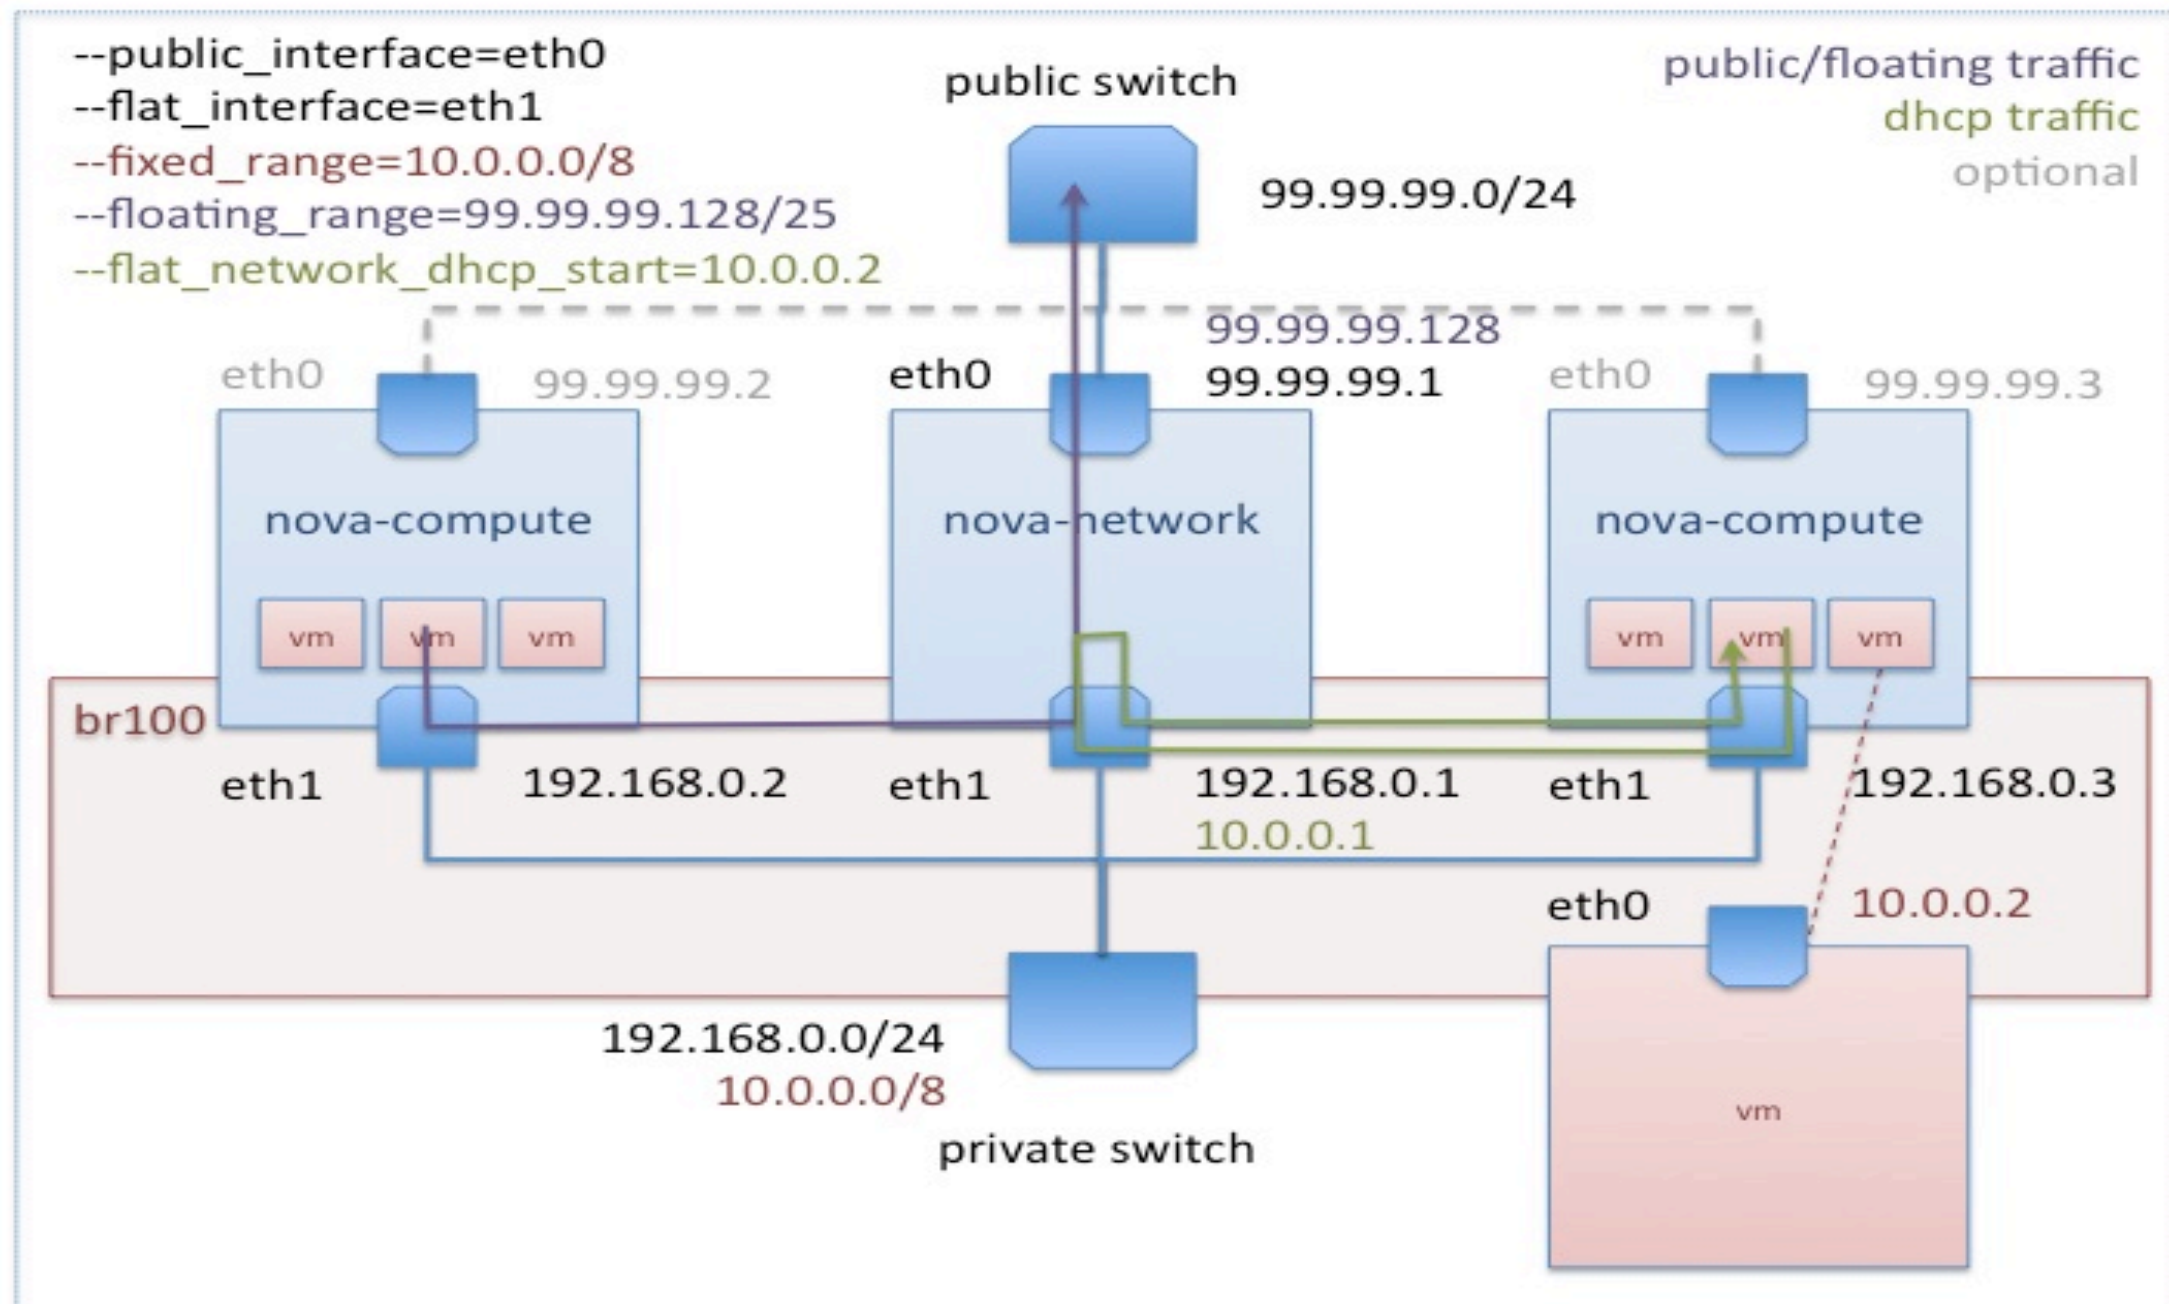 --public_interface=eth0
--flat_interface=eth1
--fixed_range=10.0.0.0/8
--floating_range=99.99.99.128/25
--flat_network_dhcp_start=10.0.0.2
public switch
99.99.99.0/24
public/floating traffic
dhcp traffic
optional
eth0
99.99.99.2
eth0
99.99.99.128
99.99.99.1
eth0
99.99.99.3
nova-compute
nova-network
nova-compute
vm
vm
vm
vm
vm
vm
br100
eth1
192.168.0.2
eth1
192.168.0.1
10.0.0.1
eth1
192.168.0.3
eth0
10.0.0.2
192.168.0.0/24
10.0.0.0/8
private switch
vm